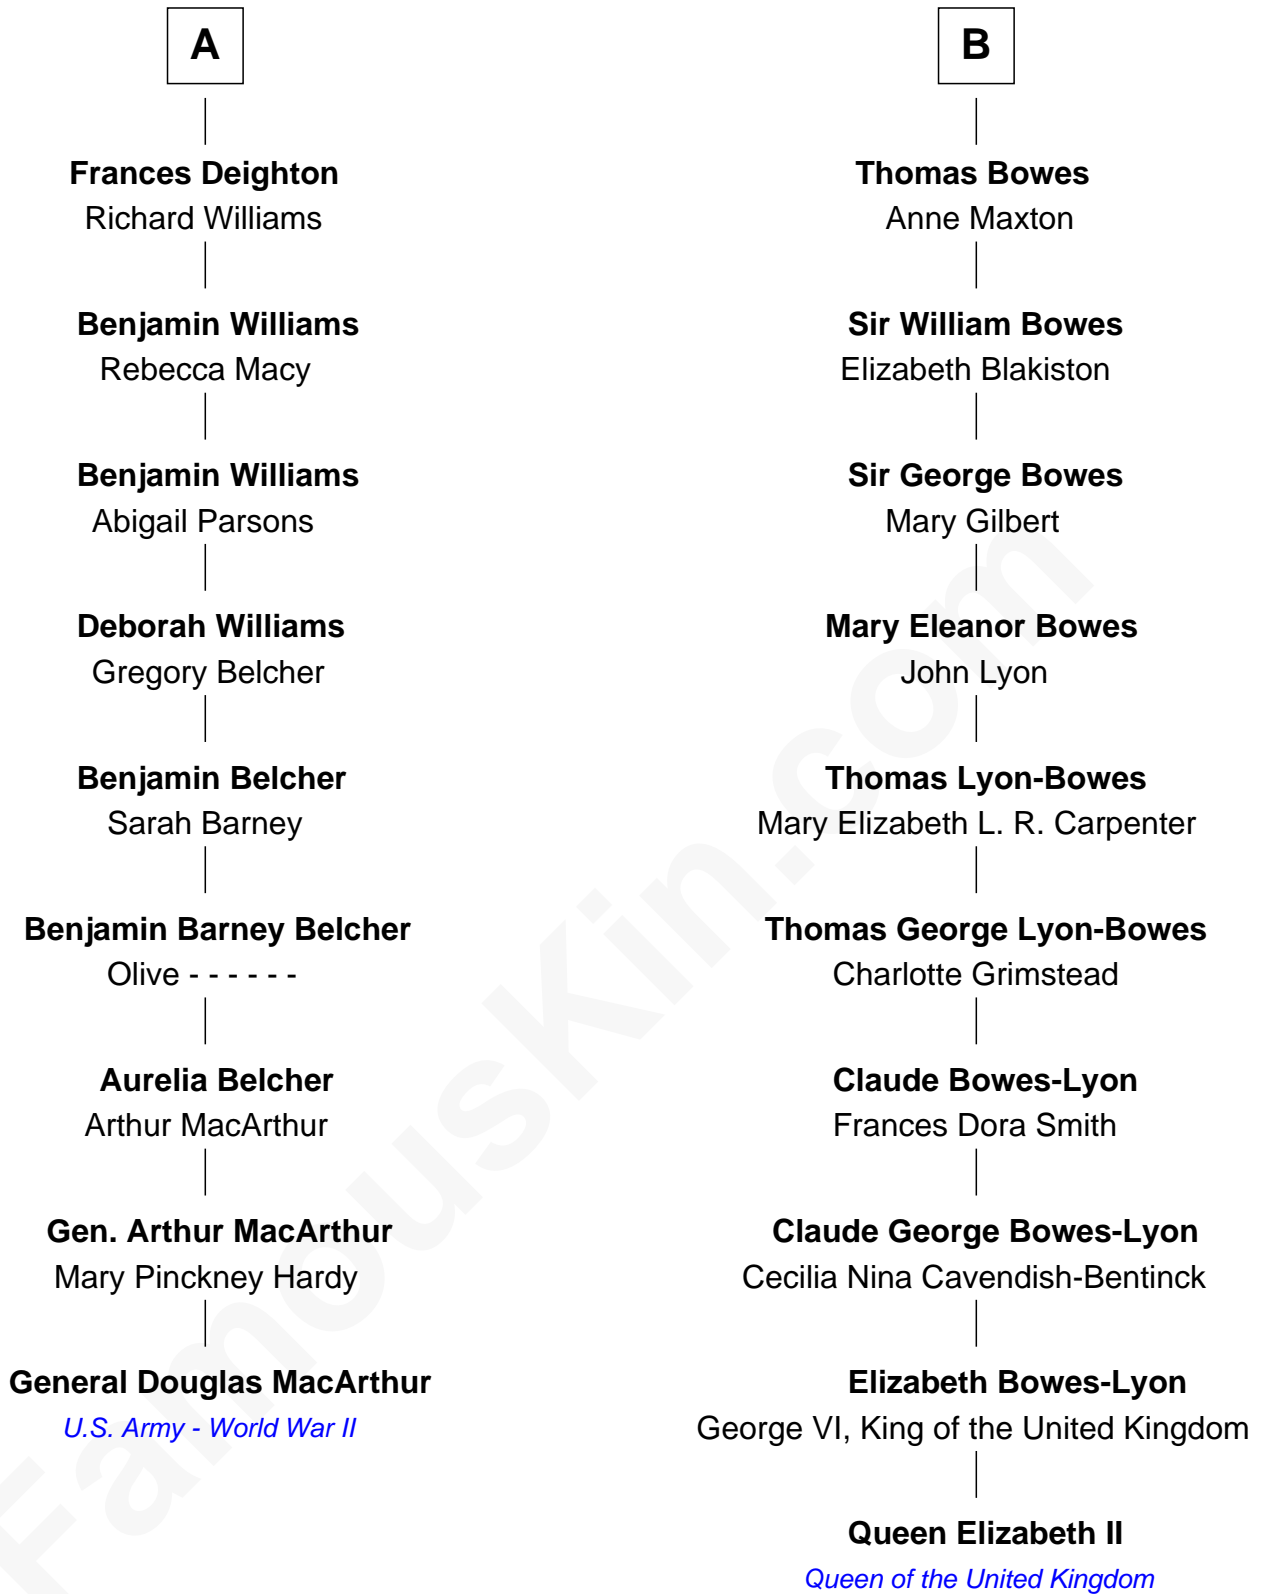 A
Frances Deighton
Richard Williams
Benjamin Williams
Rebecca Macy
Benjamin Williams
Abigail Parsons
Deborah Williams
Gregory Belcher
Benjamin Belcher
Sarah Barney
Benjamin Barney Belcher
Olive - - - - - -
Aurelia Belcher
Arthur MacArthur
Gen. Arthur MacArthur
Mary Pinckney Hardy
General Douglas MacArthur
U.S. Army - World War II
B
Thomas Bowes
Anne Maxton
Sir William Bowes
Elizabeth Blakiston
Sir George Bowes
Mary Gilbert
Mary Eleanor Bowes
John Lyon
Thomas Lyon-Bowes
Mary Elizabeth L. R. Carpenter
Thomas George Lyon-Bowes
Charlotte Grimstead
Claude Bowes-Lyon
Frances Dora Smith
Claude George Bowes-Lyon
Cecilia Nina Cavendish-Bentinck
Elizabeth Bowes-Lyon
George VI, King of the United Kingdom
Queen Elizabeth II
Queen of the United Kingdom
FamousKin.com